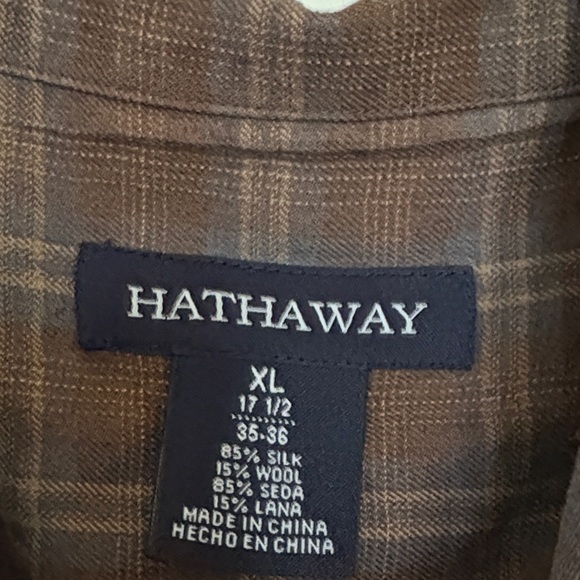 HATHAWAY
XL
17 1/2
35-36
85% SILK
15% WOOL
85% SEDA
15% LANA
MADE IN CHINA
HECHO EN CHINA